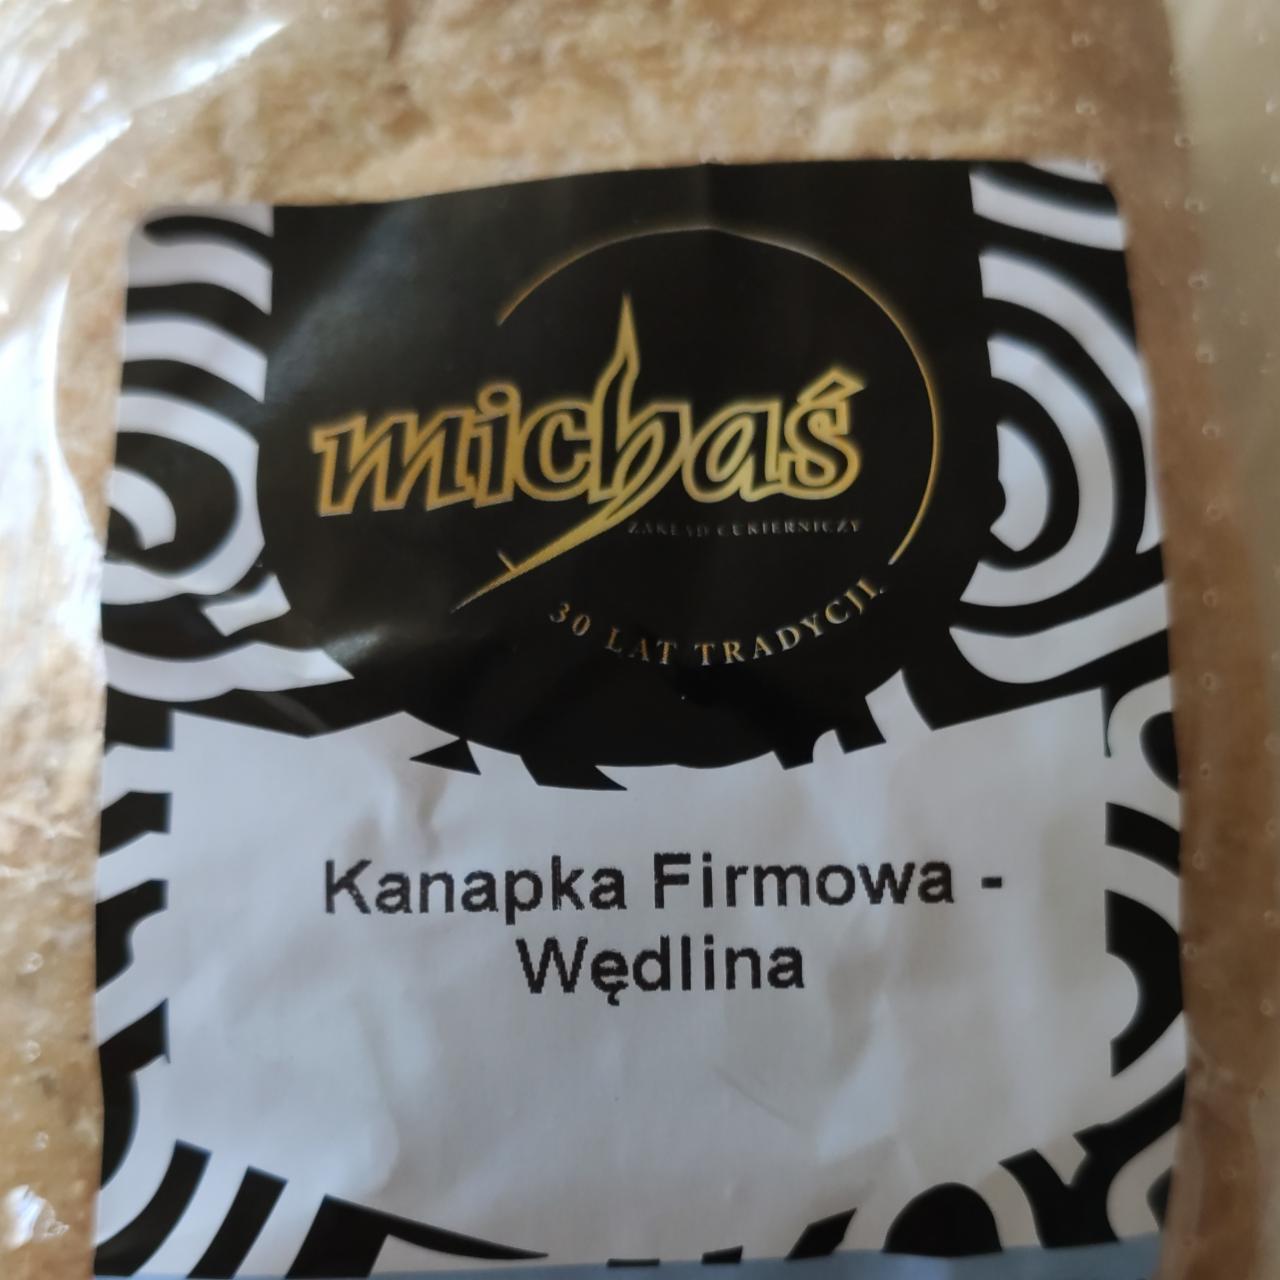 michaś
ZAKŁAD CUKIERNICZY
30 LAT TRADYCJI
Kanapka Firmowa -
Wędlina